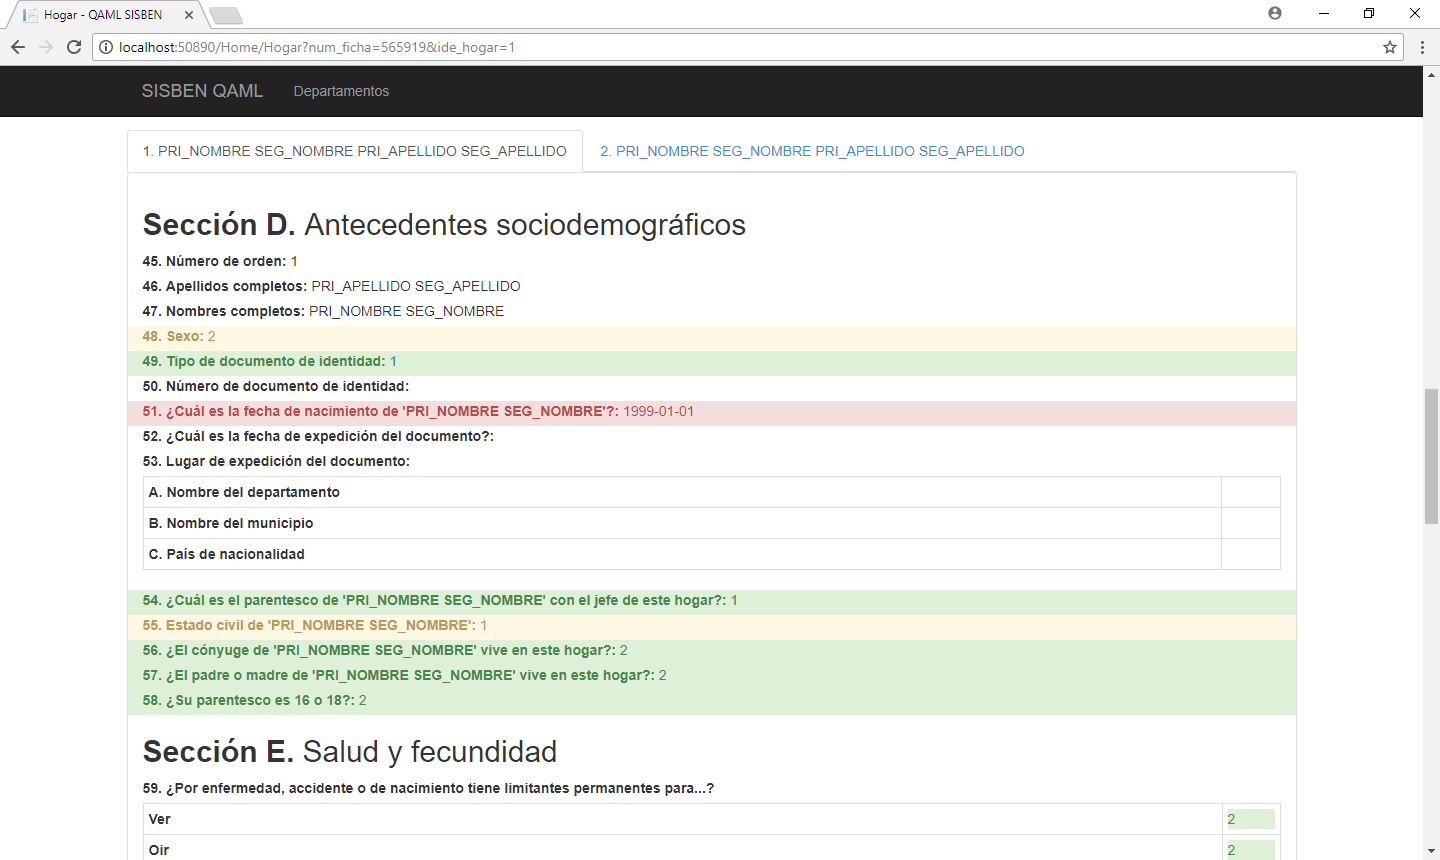 Hogar - QAML SISBEN
localhost:50890/Home/Hogar?num_ficha=565919&ide_hogar=1
SISBEN QAML Departamentos
1. PRI_NOMBRE SEG_NOMBRE PRI_APELLIDO SEG_APELLIDO 2. PRI_NOMBRE SEG_NOMBRE PRI_APELLIDO SEG_APELLIDO
Sección D. Antecedentes sociodemográficos
45. Número de orden: 1
46. Apellidos completos: PRI_APELLIDO SEG_APELLIDO
47. Nombres completos: PRI_NOMBRE SEG_NOMBRE
48. Sexo: 2
49. Tipo de documento de identidad: 1
50. Número de documento de identidad:
51. ¿Cuál es la fecha de nacimiento de 'PRI_NOMBRE SEG_NOMBRE'?: 1999-01-01
52. ¿Cuál es la fecha de expedición del documento?:
53. Lugar de expedición del documento:
A. Nombre del departamento
B. Nombre del municipio
C. País de nacionalidad
54. ¿Cuál es el parentesco de 'PRI_NOMBRE SEG_NOMBRE' con el jefe de este hogar?: 1
55. Estado civil de 'PRI_NOMBRE SEG_NOMBRE': 1
56. ¿El cónyuge de 'PRI_NOMBRE SEG_NOMBRE' vive en este hogar?: 2
57. ¿El padre o madre de 'PRI_NOMBRE SEG_NOMBRE' vive en este hogar?: 2
58. ¿Su parentesco es 16 o 18?: 2
Sección E. Salud y fecundidad
59. ¿Por enfermedad, accidente o de nacimiento tiene limitantes permanentes para...?
Ver 2
Oir 2